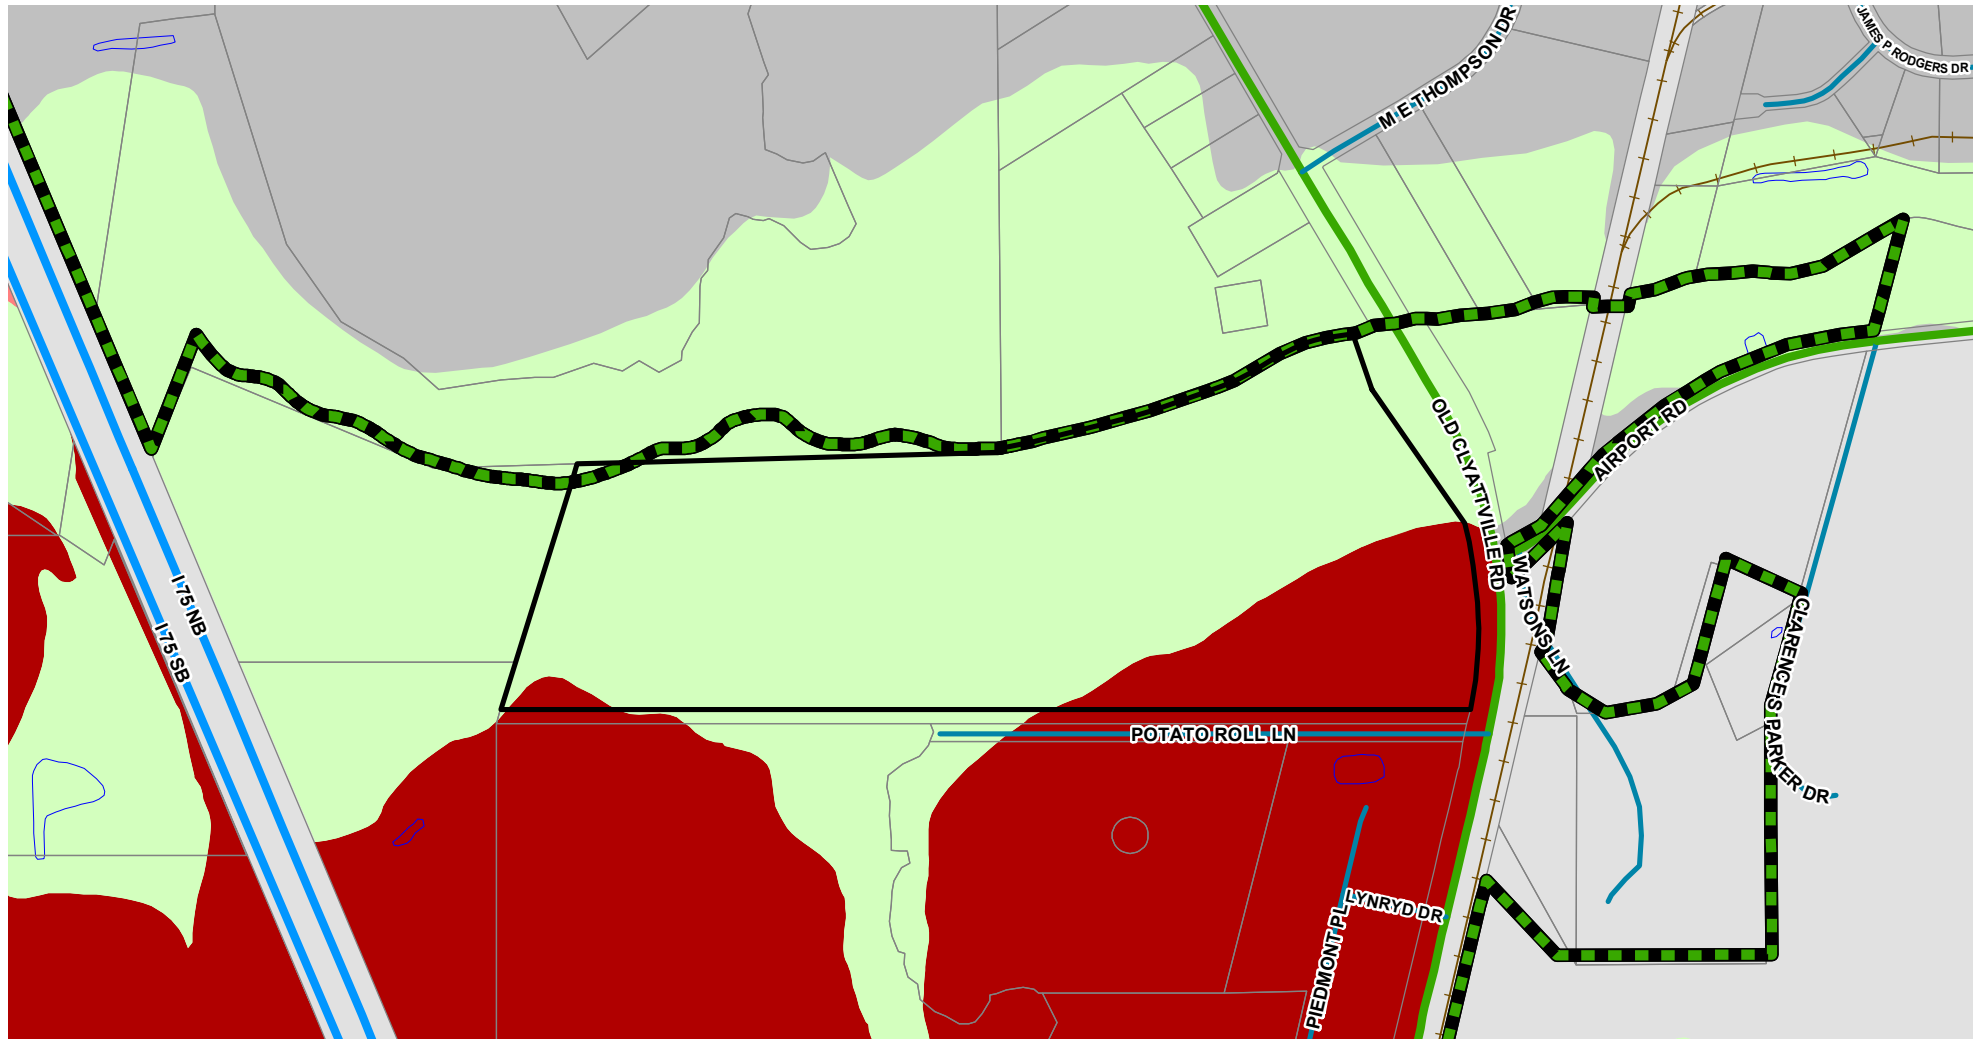 M E THOMPSON DR
JAMES P RODGERS DR
OLD CLYATTVILLE RD
AIRPORT RD
I 75 NB
I 75 SB
WATSONS LN
CLARENCE S PARKER DR
POTATO ROLL LN
LYNRYD DR
PIEDMONT PL